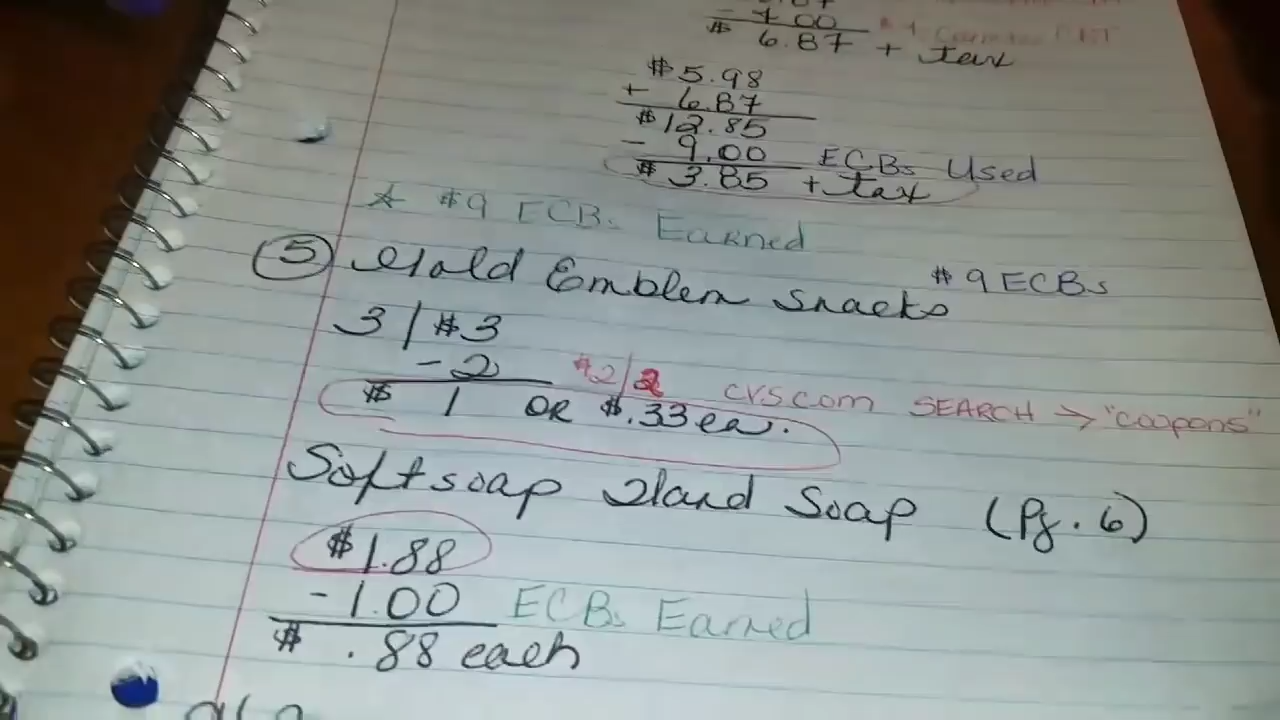 - 1.00
$ 6.87 + tax
$5.98
+ 6.87
$12.85
- 9.00 ECBs Used
$ 3.85 + tax
☆ $9 ECBs Earned
5 Gold Emblem Snacks $9 ECBs
3/$3
-2 $2/2 cvs.com SEARCH → "coupons"
$ 1 OR $.33 ea.
Softsoap Hand Soap (Pg. 6)
$1.88
- 1.00 ECBs Earned
$ .88 each